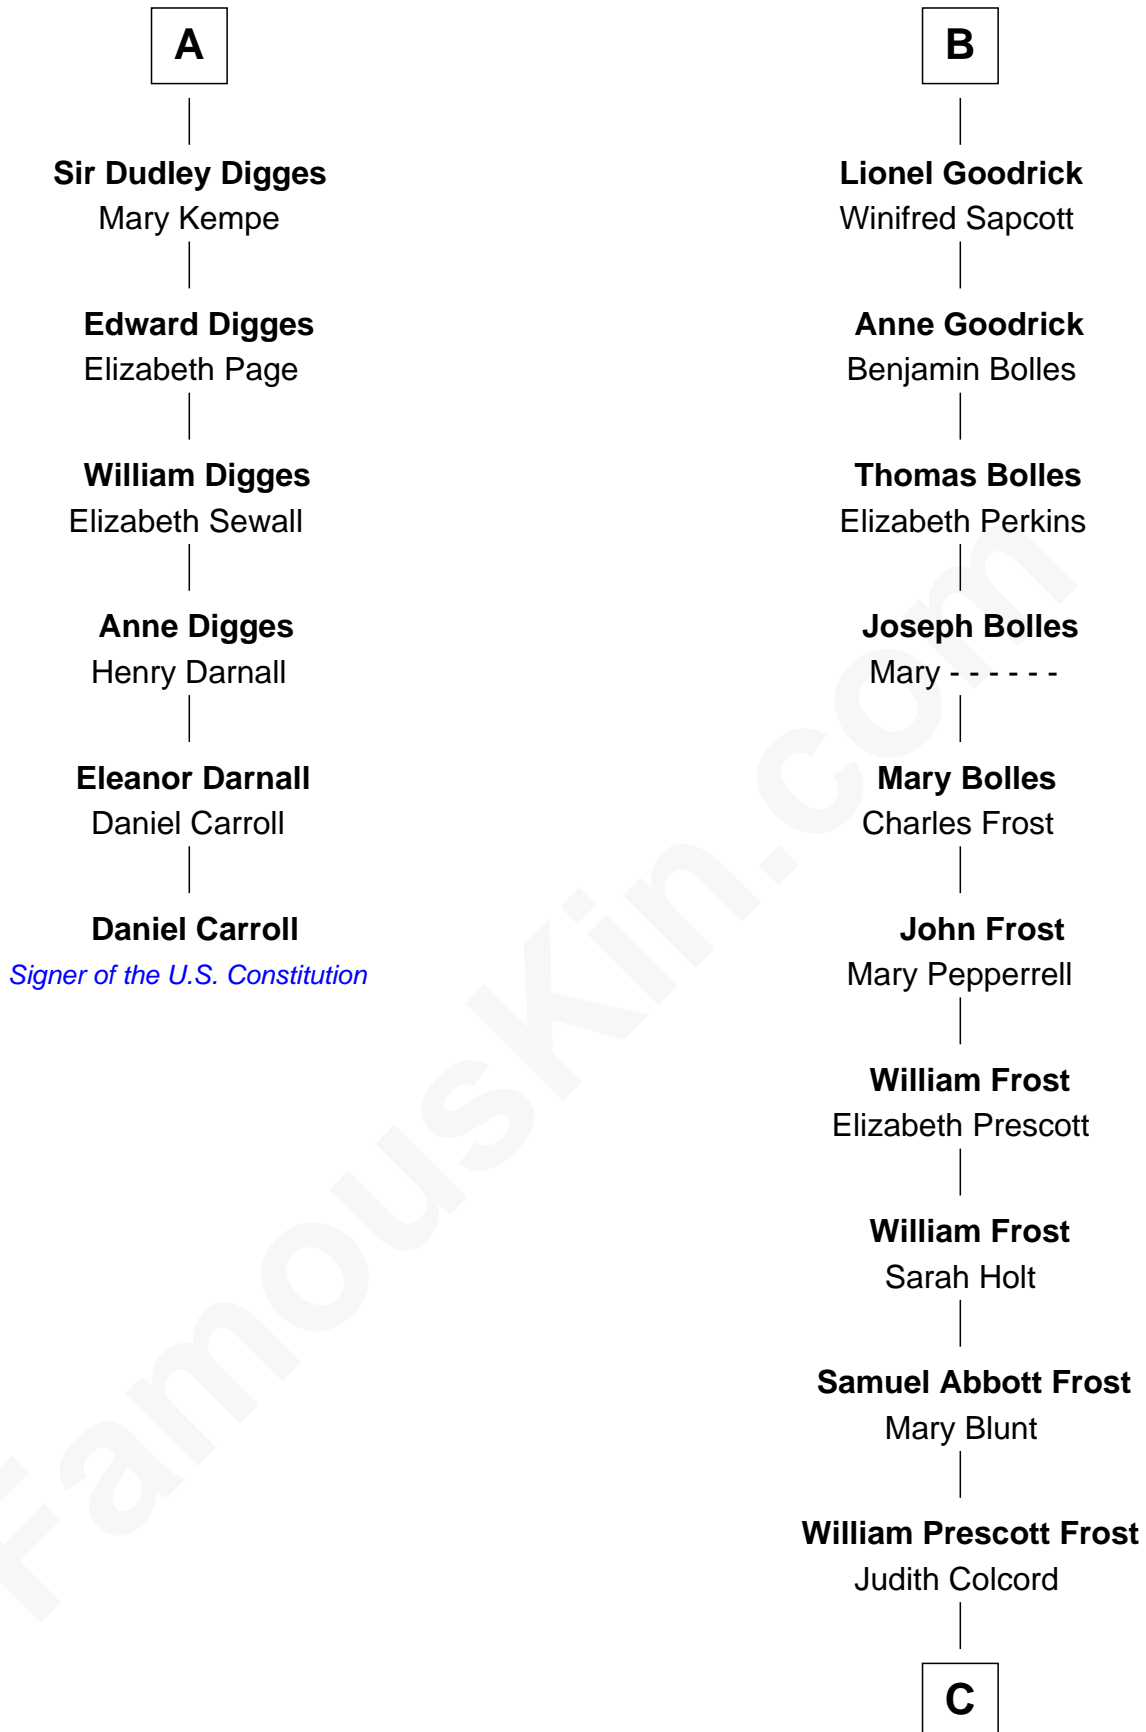 A
Sir Dudley Digges
Mary Kempe
Edward Digges
Elizabeth Page
William Digges
Elizabeth Sewall
Anne Digges
Henry Darnall
Eleanor Darnall
Daniel Carroll
Daniel Carroll
Signer of the U.S. Constitution
B
Lionel Goodrick
Winifred Sapcott
Anne Goodrick
Benjamin Bolles
Thomas Bolles
Elizabeth Perkins
Joseph Bolles
Mary - - - - - -
Mary Bolles
Charles Frost
John Frost
Mary Pepperrell
William Frost
Elizabeth Prescott
William Frost
Sarah Holt
Samuel Abbott Frost
Mary Blunt
William Prescott Frost
Judith Colcord
C
FamousKin.com